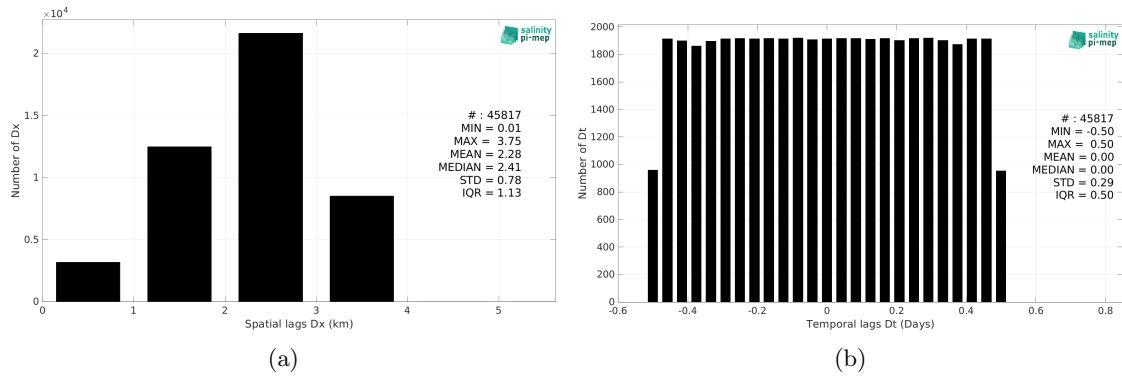 ×10⁴
salinity
pi-mep
2
1.5
1
0.5
0
Number of Dx
# : 45817
MIN = 0.01
MAX = 3.75
MEAN = 2.28
MEDIAN = 2.41
STD = 0.78
IQR = 1.13
0 1 2 3 4 5
Spatial lags Dx (km)
(a)
salinity
pi-mep
2000
1800
1600
1400
1200
1000
800
600
400
200
0
Number of Dt
# : 45817
MIN = -0.50
MAX = 0.50
MEAN = 0.00
MEDIAN = 0.00
STD = 0.29
IQR = 0.50
-0.6 -0.4 -0.2 0 0.2 0.4 0.6 0.8
Temporal lags Dt (Days)
(b)